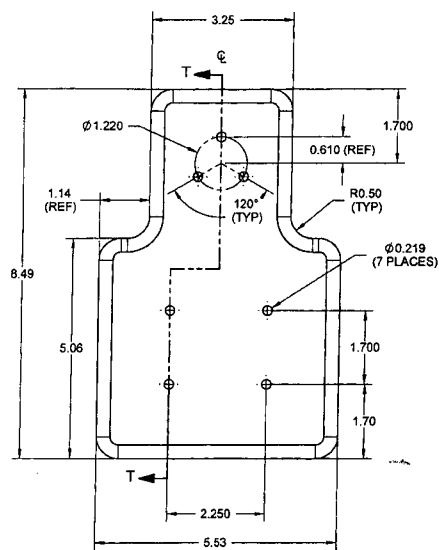 3.25
T
℄
Ø1.220
0.610 (REF)
1.700
1.14
(REF)
120°
(TYP)
R0.50
(TYP)
Ø0.219
(7 PLACES)
8.49
5.06
1.700
1.70
T
2.250
5.53